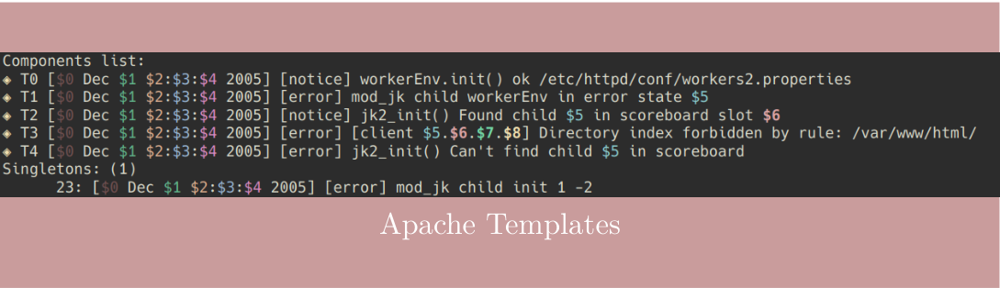 Components list:
◈ T0 [$0 Dec $1 $2:$3:$4 2005] [notice] workerEnv.init() ok /etc/httpd/conf/workers2.properties
◈ T1 [$0 Dec $1 $2:$3:$4 2005] [error] mod_jk child workerEnv in error state $5
◈ T2 [$0 Dec $1 $2:$3:$4 2005] [notice] jk2_init() Found child $5 in scoreboard slot $6
◈ T3 [$0 Dec $1 $2:$3:$4 2005] [error] [client $5.$6.$7.$8] Directory index forbidden by rule: /var/www/html/
◈ T4 [$0 Dec $1 $2:$3:$4 2005] [error] jk2_init() Can't find child $5 in scoreboard
Singletons: (1)
23: [$0 Dec $1 $2:$3:$4 2005] [error] mod_jk child init 1 -2
Apache Templates